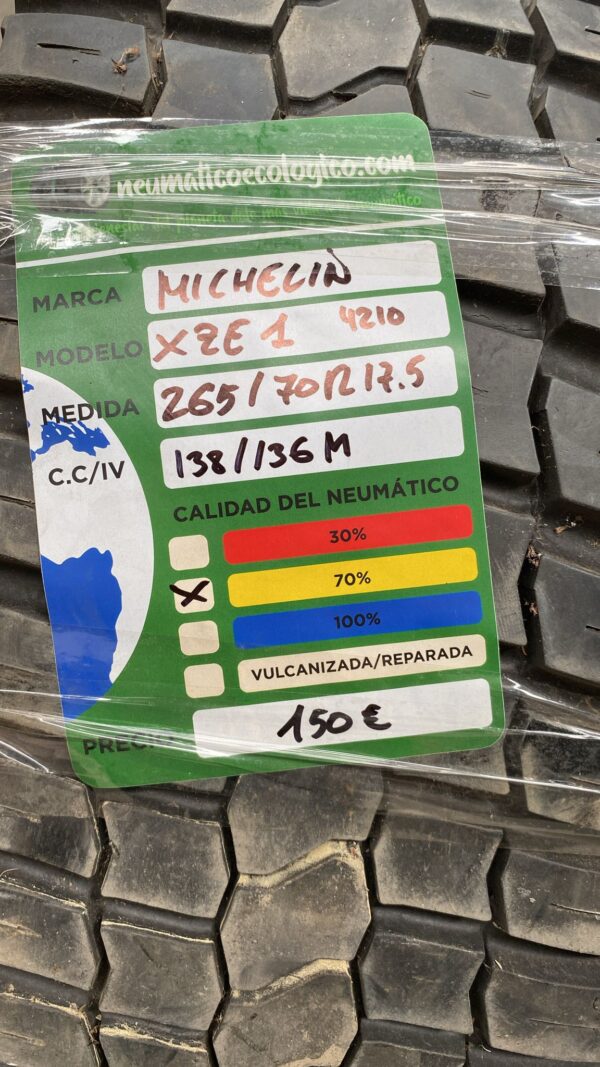 neumaticoecologico.com
MARCA MICHELIN
MODELO XZE 1 4210
MEDIDA 265/70R17.5
C.C/IV 138/136M
CALIDAD DEL NEUMÁTICO
30%
X 70%
100%
VULCANIZADA/REPARADA
PRECIO 150€